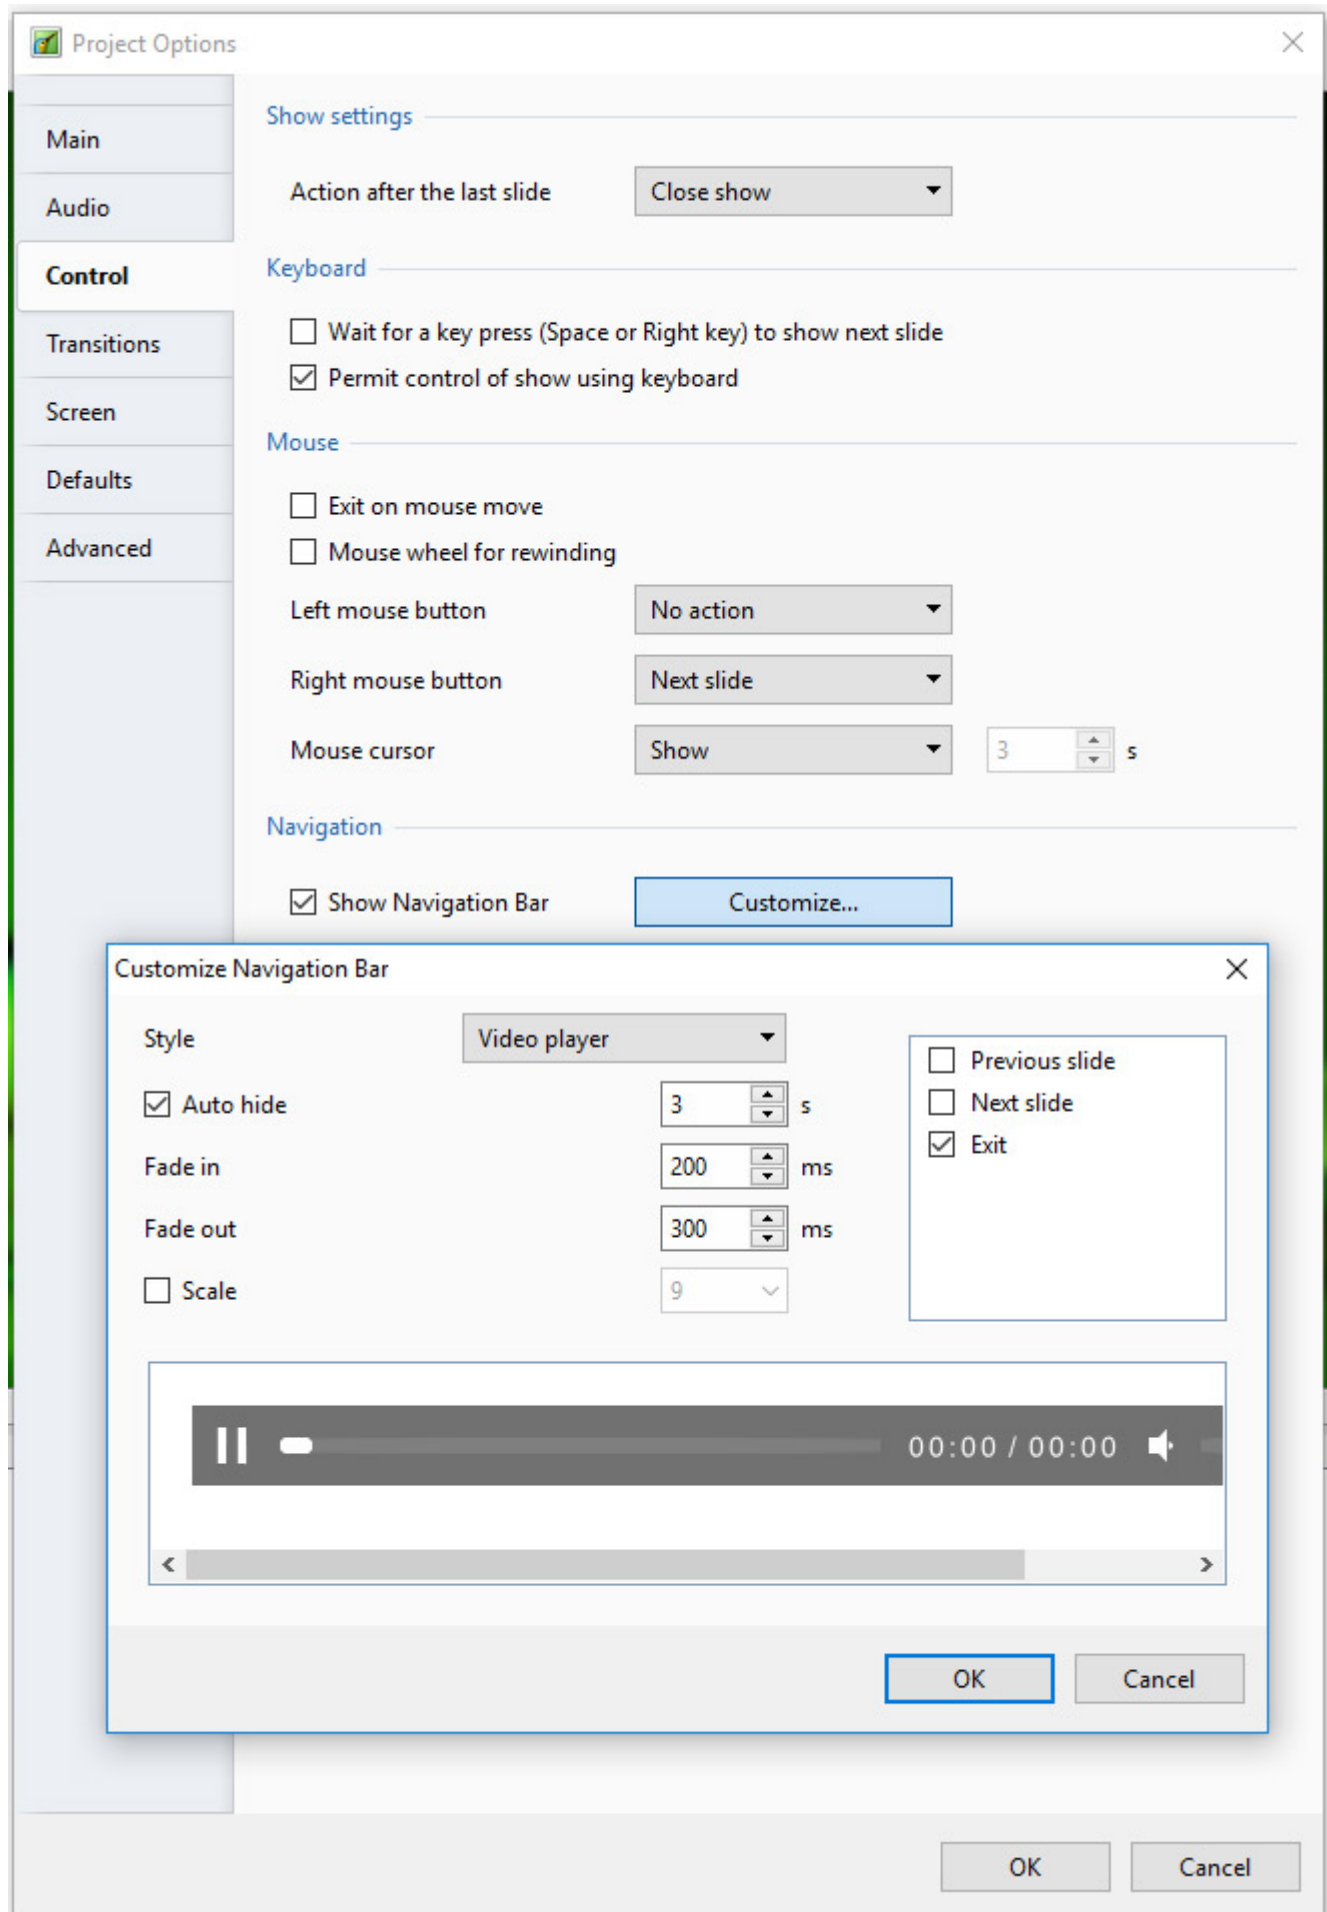 Project Options
Main
Audio
Control
Transitions
Screen
Defaults
Advanced
Show settings
Action after the last slide Close show
Keyboard
Wait for a key press (Space or Right key) to show next slide
Permit control of show using keyboard
Mouse
Exit on mouse move
Mouse wheel for rewinding
Left mouse button No action
Right mouse button Next slide
Mouse cursor Show 3 s
Navigation
Show Navigation Bar Customize...
Customize Navigation Bar
Style Video player
Auto hide 3 s
Fade in 200 ms
Fade out 300 ms
Scale 9
Previous slide
Next slide
Exit
00:00 / 00:00
OK Cancel
OK Cancel